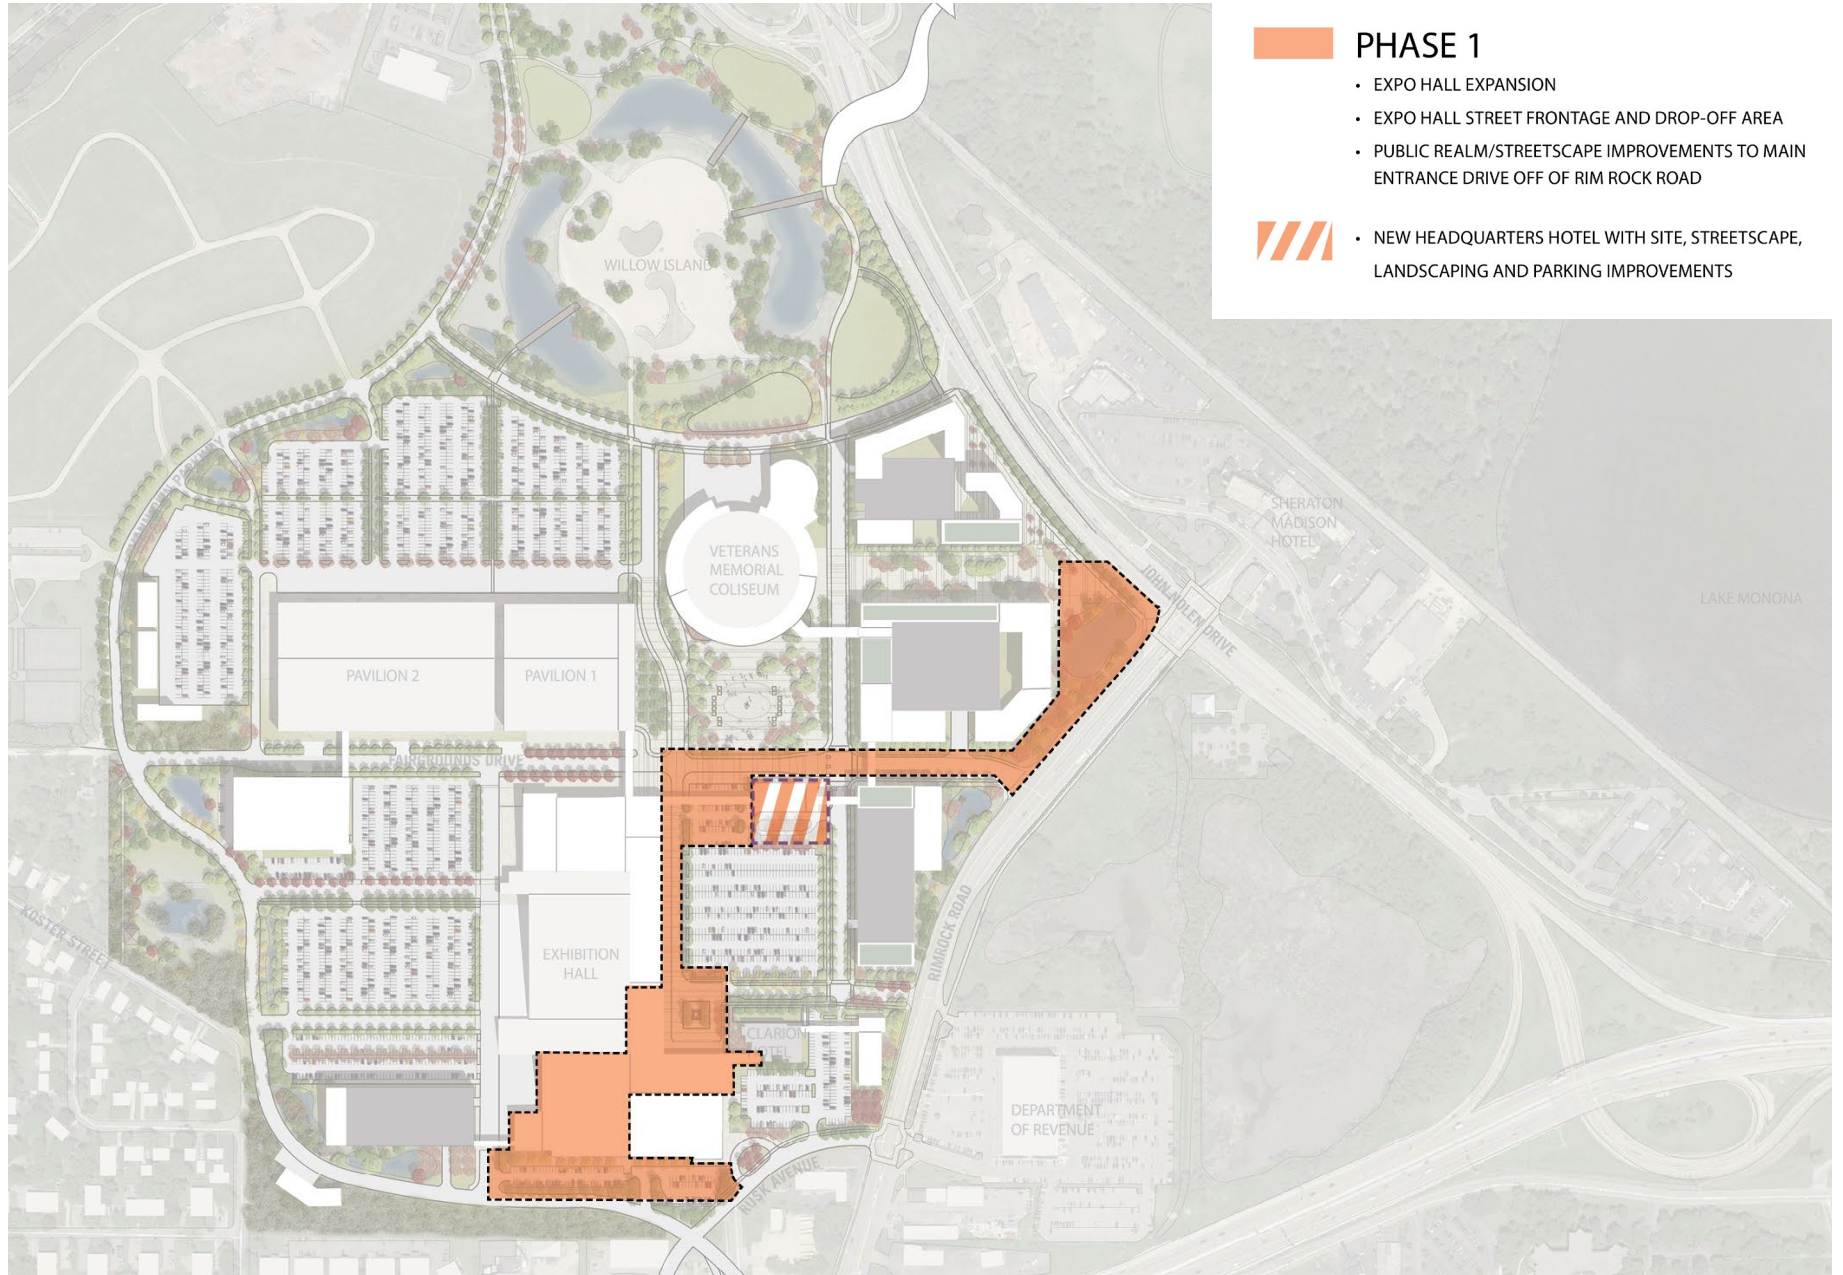 PHASE 1
• EXPO HALL EXPANSION
• EXPO HALL STREET FRONTAGE AND DROP-OFF AREA
• PUBLIC REALM/STREETSCAPE IMPROVEMENTS TO MAIN
ENTRANCE DRIVE OFF OF RIM ROCK ROAD
• NEW HEADQUARTERS HOTEL WITH SITE, STREETSCAPE,
LANDSCAPING AND PARKING IMPROVEMENTS
WILLOW ISLAND
SHERATON
MADISON
HOTEL
VETERANS
MEMORIAL
COLISEUM
JOHN NOLEN DRIVE
LAKE MONONA
PAVILION 2
PAVILION 1
FAIRGROUNDS DRIVE
KOSTER STREET
EXHIBITION
HALL
RIMROCK ROAD
CLARION
HOTEL
DEPARTMENT
OF REVENUE
RUSK AVENUE